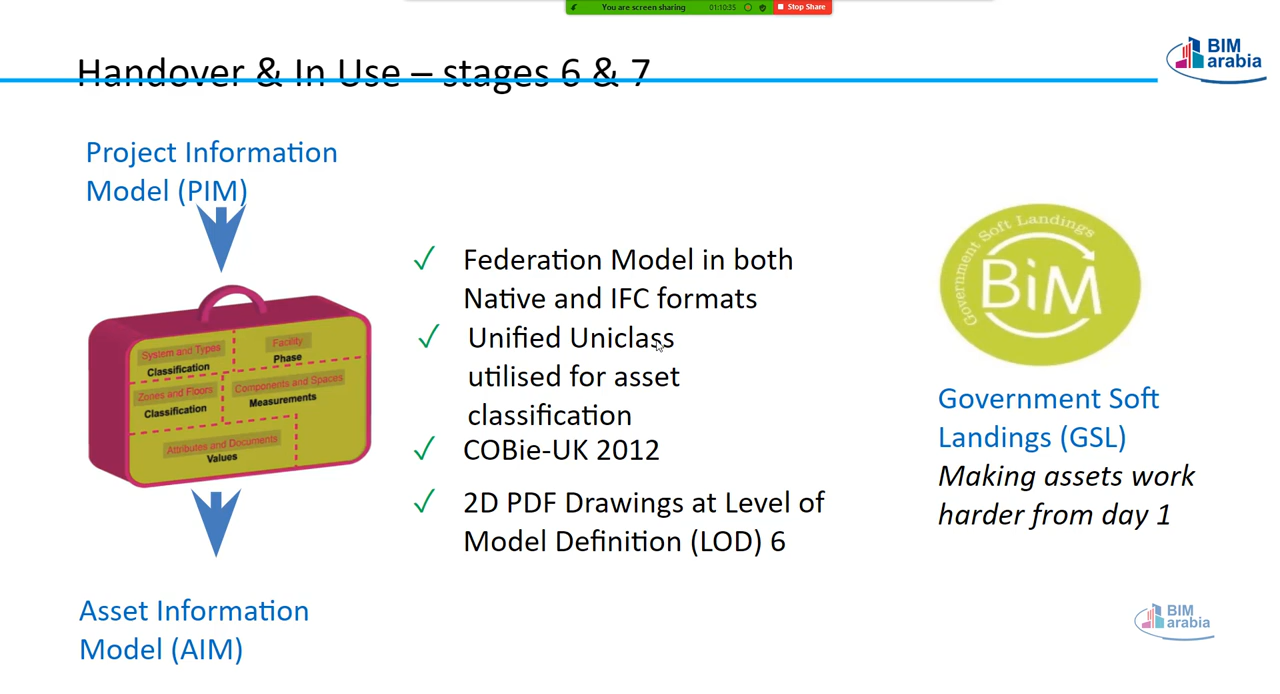 You are screen sharing
01:10:35
Stop Share
BIM
arabia
Handover & In Use – stages 6 & 7
Project Information
Model (PIM)
System and Types
Classification
Facility
Phase
Zones and Floors
Classification
Components and Spaces
Measurements
Attributes and Documents
Values
Asset Information
Model (AIM)
✓ Federation Model in both
Native and IFC formats
✓ Unified Uniclass
utilised for asset
classification
✓ COBie-UK 2012
✓ 2D PDF Drawings at Level of
Model Definition (LOD) 6
Government Soft Landings
BiM
Government Soft
Landings (GSL)
Making assets work
harder from day 1
BIM
arabia